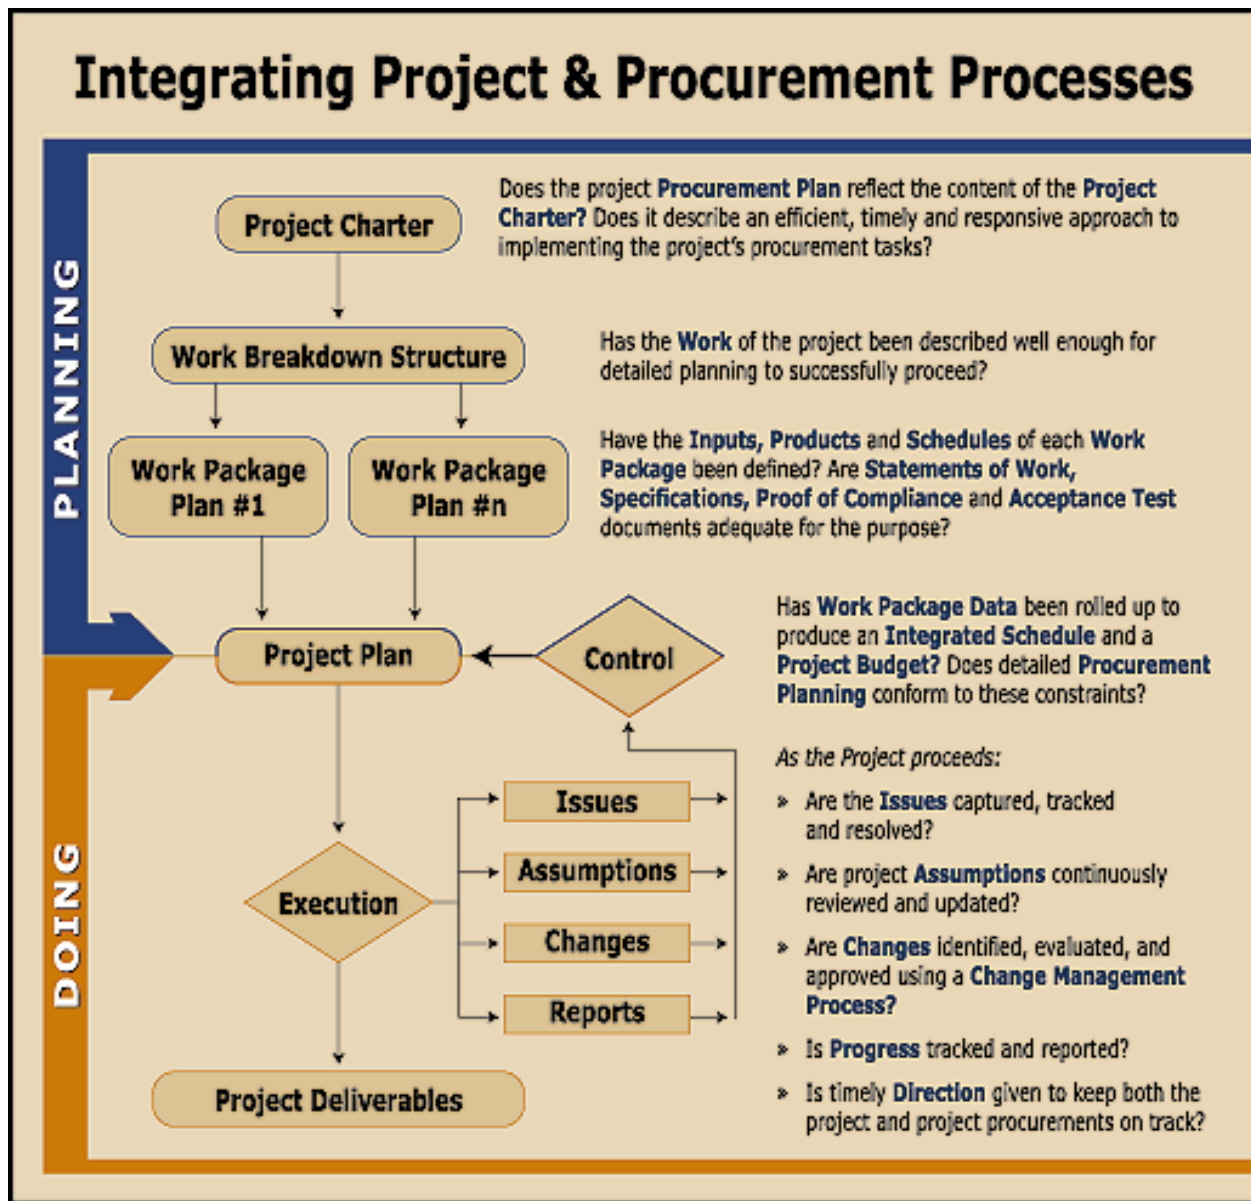 Integrating Project & Procurement Processes
PLANNING
Project Charter
Does the project Procurement Plan reflect the content of the Project
Charter? Does it describe an efficient, timely and responsive approach to
implementing the project's procurement tasks?
Work Breakdown Structure
Has the Work of the project been described well enough for
detailed planning to successfully proceed?
Work Package
Plan #1
Work Package
Plan #n
Have the Inputs, Products and Schedules of each Work
Package been defined? Are Statements of Work,
Specifications, Proof of Compliance and Acceptance Test
documents adequate for the purpose?
Project Plan
Control
Has Work Package Data been rolled up to
produce an Integrated Schedule and a
Project Budget? Does detailed Procurement
Planning conform to these constraints?
DOING
Execution
Issues
Assumptions
Changes
Reports
Project Deliverables
As the Project proceeds:
» Are the Issues captured, tracked
and resolved?
» Are project Assumptions continuously
reviewed and updated?
» Are Changes identified, evaluated, and
approved using a Change Management
Process?
» Is Progress tracked and reported?
» Is timely Direction given to keep both the
project and project procurements on track?